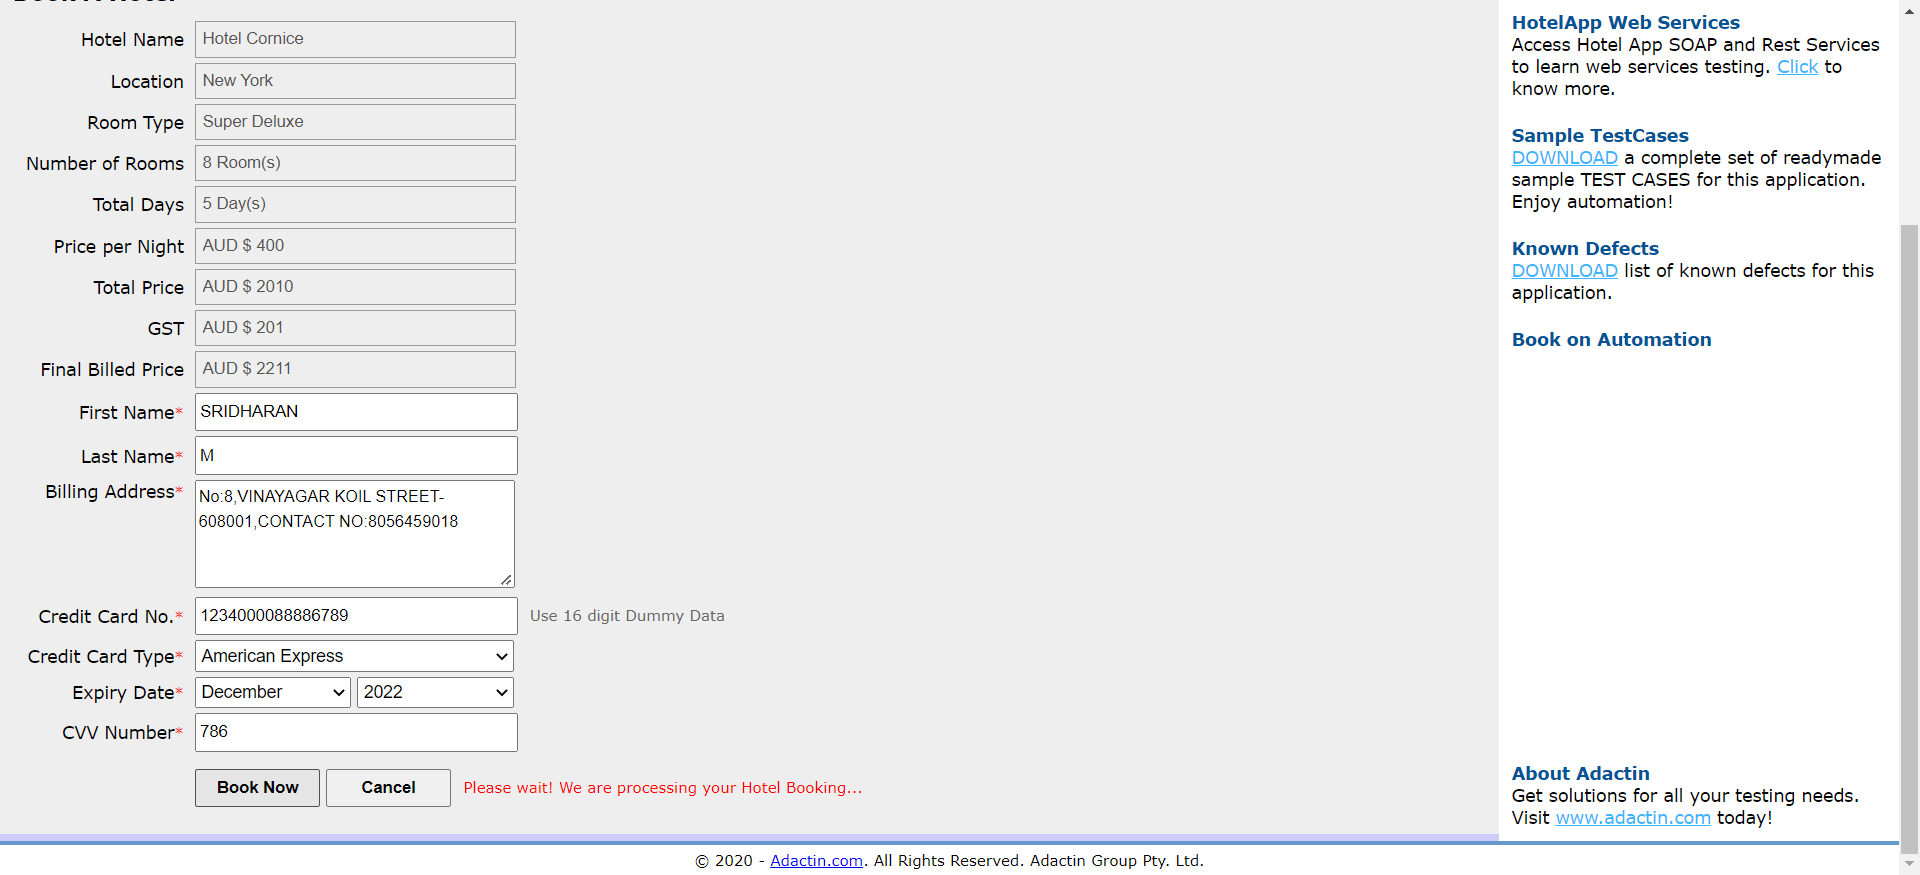 Hotel Name Hotel Cornice
Location New York
Room Type Super Deluxe
Number of Rooms 8 Room(s)
Total Days 5 Day(s)
Price per Night AUD $ 400
Total Price AUD $ 2010
GST AUD $ 201
Final Billed Price AUD $ 2211
First Name* SRIDHARAN
Last Name* M
Billing Address* No:8,VINAYAGAR KOIL STREET-
608001,CONTACT NO:8056459018
Credit Card No.* 1234000088886789 Use 16 digit Dummy Data
Credit Card Type* American Express
Expiry Date* December 2022
CVV Number* 786
Book Now Cancel Please wait! We are processing your Hotel Booking...
HotelApp Web Services
Access Hotel App SOAP and Rest Services
to learn web services testing. Click to
know more.
Sample TestCases
DOWNLOAD a complete set of readymade
sample TEST CASES for this application.
Enjoy automation!
Known Defects
DOWNLOAD list of known defects for this
application.
Book on Automation
About Adactin
Get solutions for all your testing needs.
Visit www.adactin.com today!
© 2020 - Adactin.com. All Rights Reserved. Adactin Group Pty. Ltd.